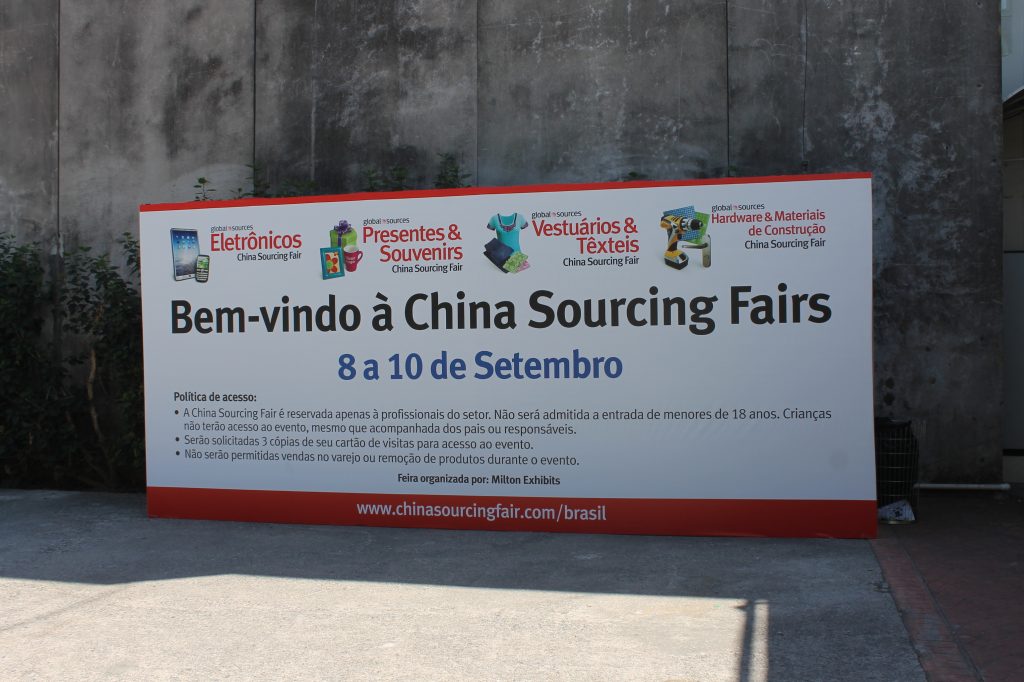 global sources
Eletrônicos
China Sourcing Fair
global sources
Presentes &
Souvenirs
China Sourcing Fair
global sources
Vestuários &
Têxteis
China Sourcing Fair
global sources
Hardware & Materiais
de Construção
China Sourcing Fair
Bem-vindo à China Sourcing Fairs
8 a 10 de Setembro
Política de acesso:
• A China Sourcing Fair é reservada apenas à profissionais do setor. Não será admitida a entrada de menores de 18 anos. Crianças
não terão acesso ao evento, mesmo que acompanhada dos pais ou responsáveis.
• Serão solicitadas 3 cópias de seu cartão de visitas para acesso ao evento.
• Não serão permitidas vendas no varejo ou remoção de produtos durante o evento.
Feira organizada por: Milton Exhibits
www.chinasourcingfair.com/brasil